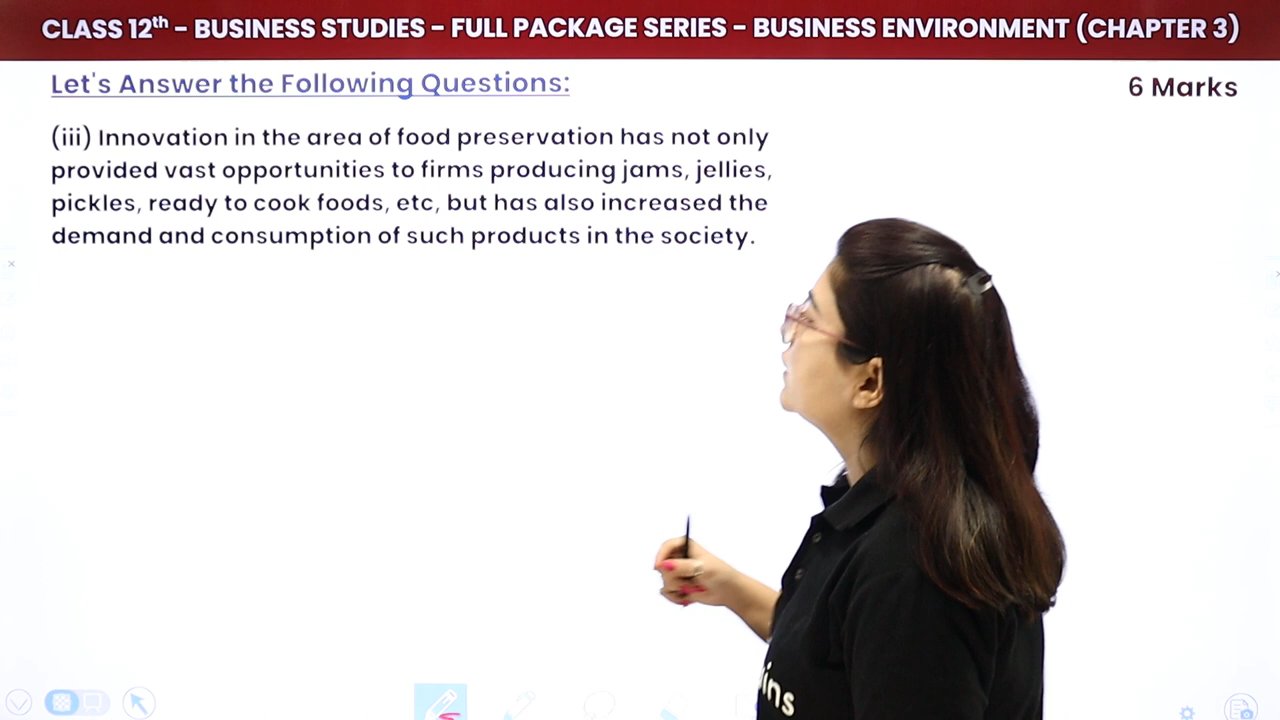 CLASS 12th – BUSINESS STUDIES – FULL PACKAGE SERIES – BUSINESS ENVIRONMENT (CHAPTER 3)
Let's Answer the Following Questions:
6 Marks
(iii) Innovation in the area of food preservation has not only
provided vast opportunities to firms producing jams, jellies,
pickles, ready to cook foods, etc, but has also increased the
demand and consumption of such products in the society.